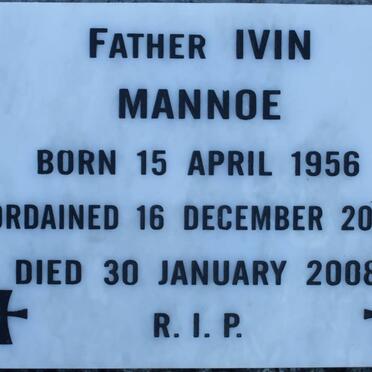 FATHER IVIN
MANNOE
BORN 15 APRIL 1956
ORDAINED 16 DECEMBER 20
DIED 30 JANUARY 2008
R. I. P.